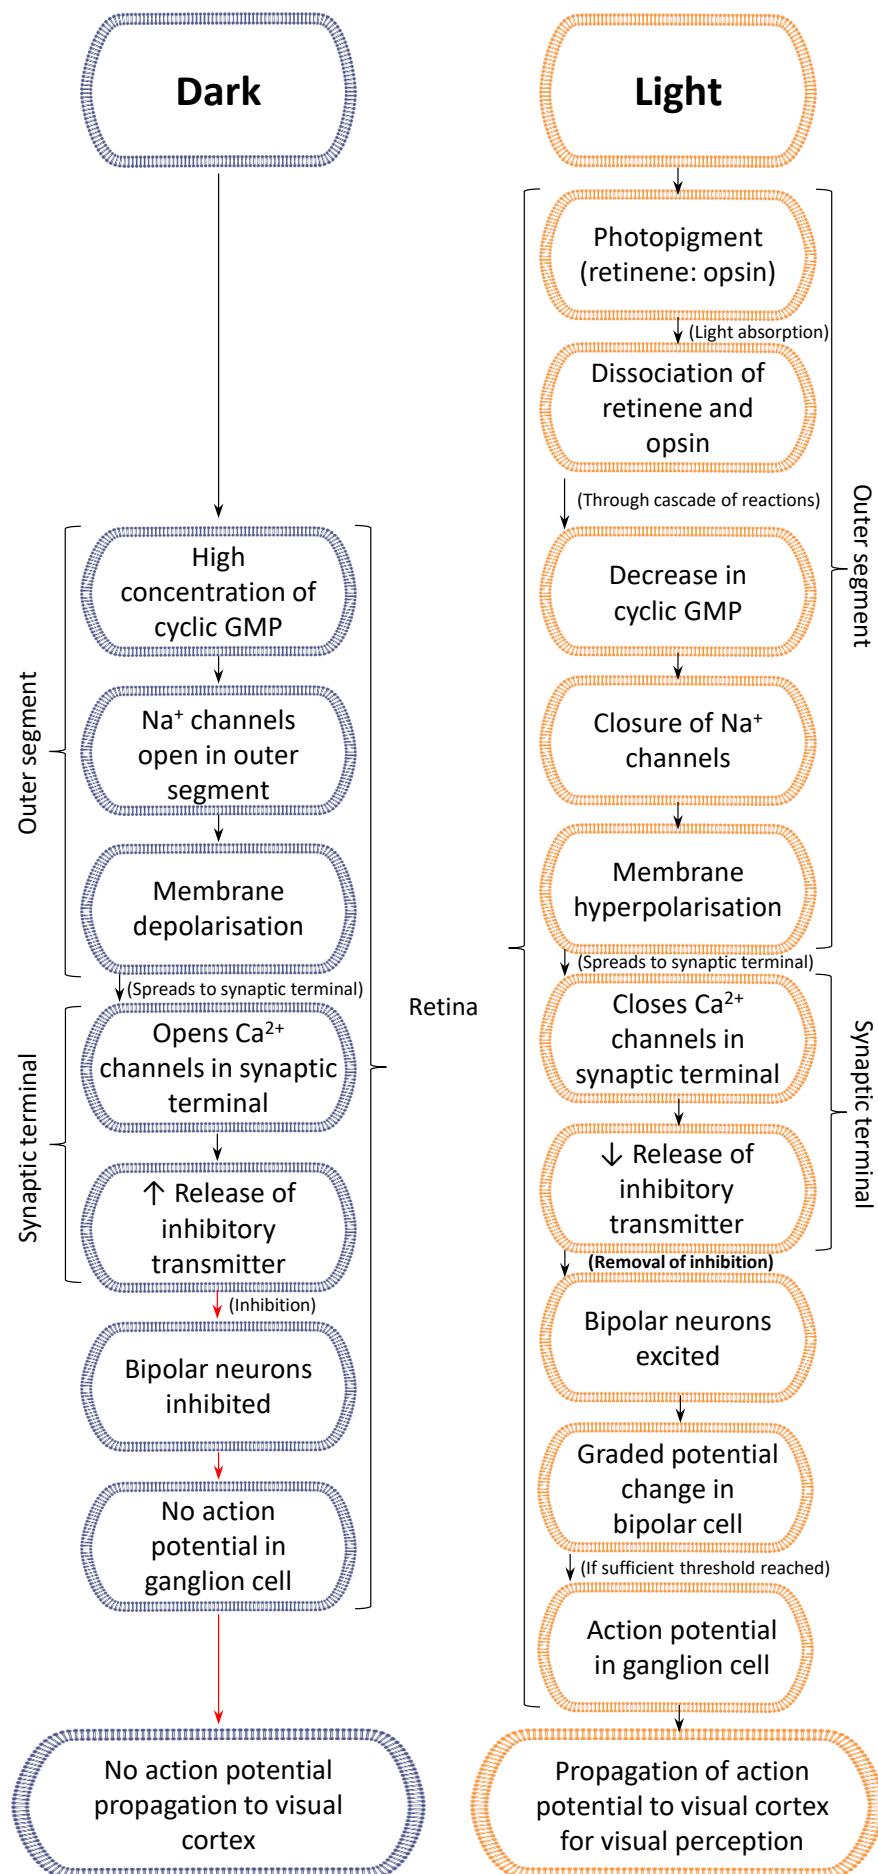 Dark
High
concentration of
cyclic GMP
Na⁺ channels
open in outer
segment
Membrane
depolarisation
Outer segment
(Spreads to synaptic terminal)
Opens Ca²⁺
channels in synaptic
terminal
↑ Release of
inhibitory
transmitter
Synaptic terminal
(Inhibition)
Bipolar neurons
inhibited
No action
potential in
ganglion cell
No action potential
propagation to visual
cortex
Retina
Light
Photopigment
(retinene: opsin)
(Light absorption)
Dissociation of
retinene and
opsin
(Through cascade of reactions)
Decrease in
cyclic GMP
Closure of Na⁺
channels
Membrane
hyperpolarisation
Outer segment
(Spreads to synaptic terminal)
Closes Ca²⁺
channels in
synaptic terminal
↓ Release of
inhibitory
transmitter
Synaptic terminal
(Removal of inhibition)
Bipolar neurons
excited
Graded potential
change in
bipolar cell
(If sufficient threshold reached)
Action potential
in ganglion cell
Propagation of action
potential to visual cortex
for visual perception